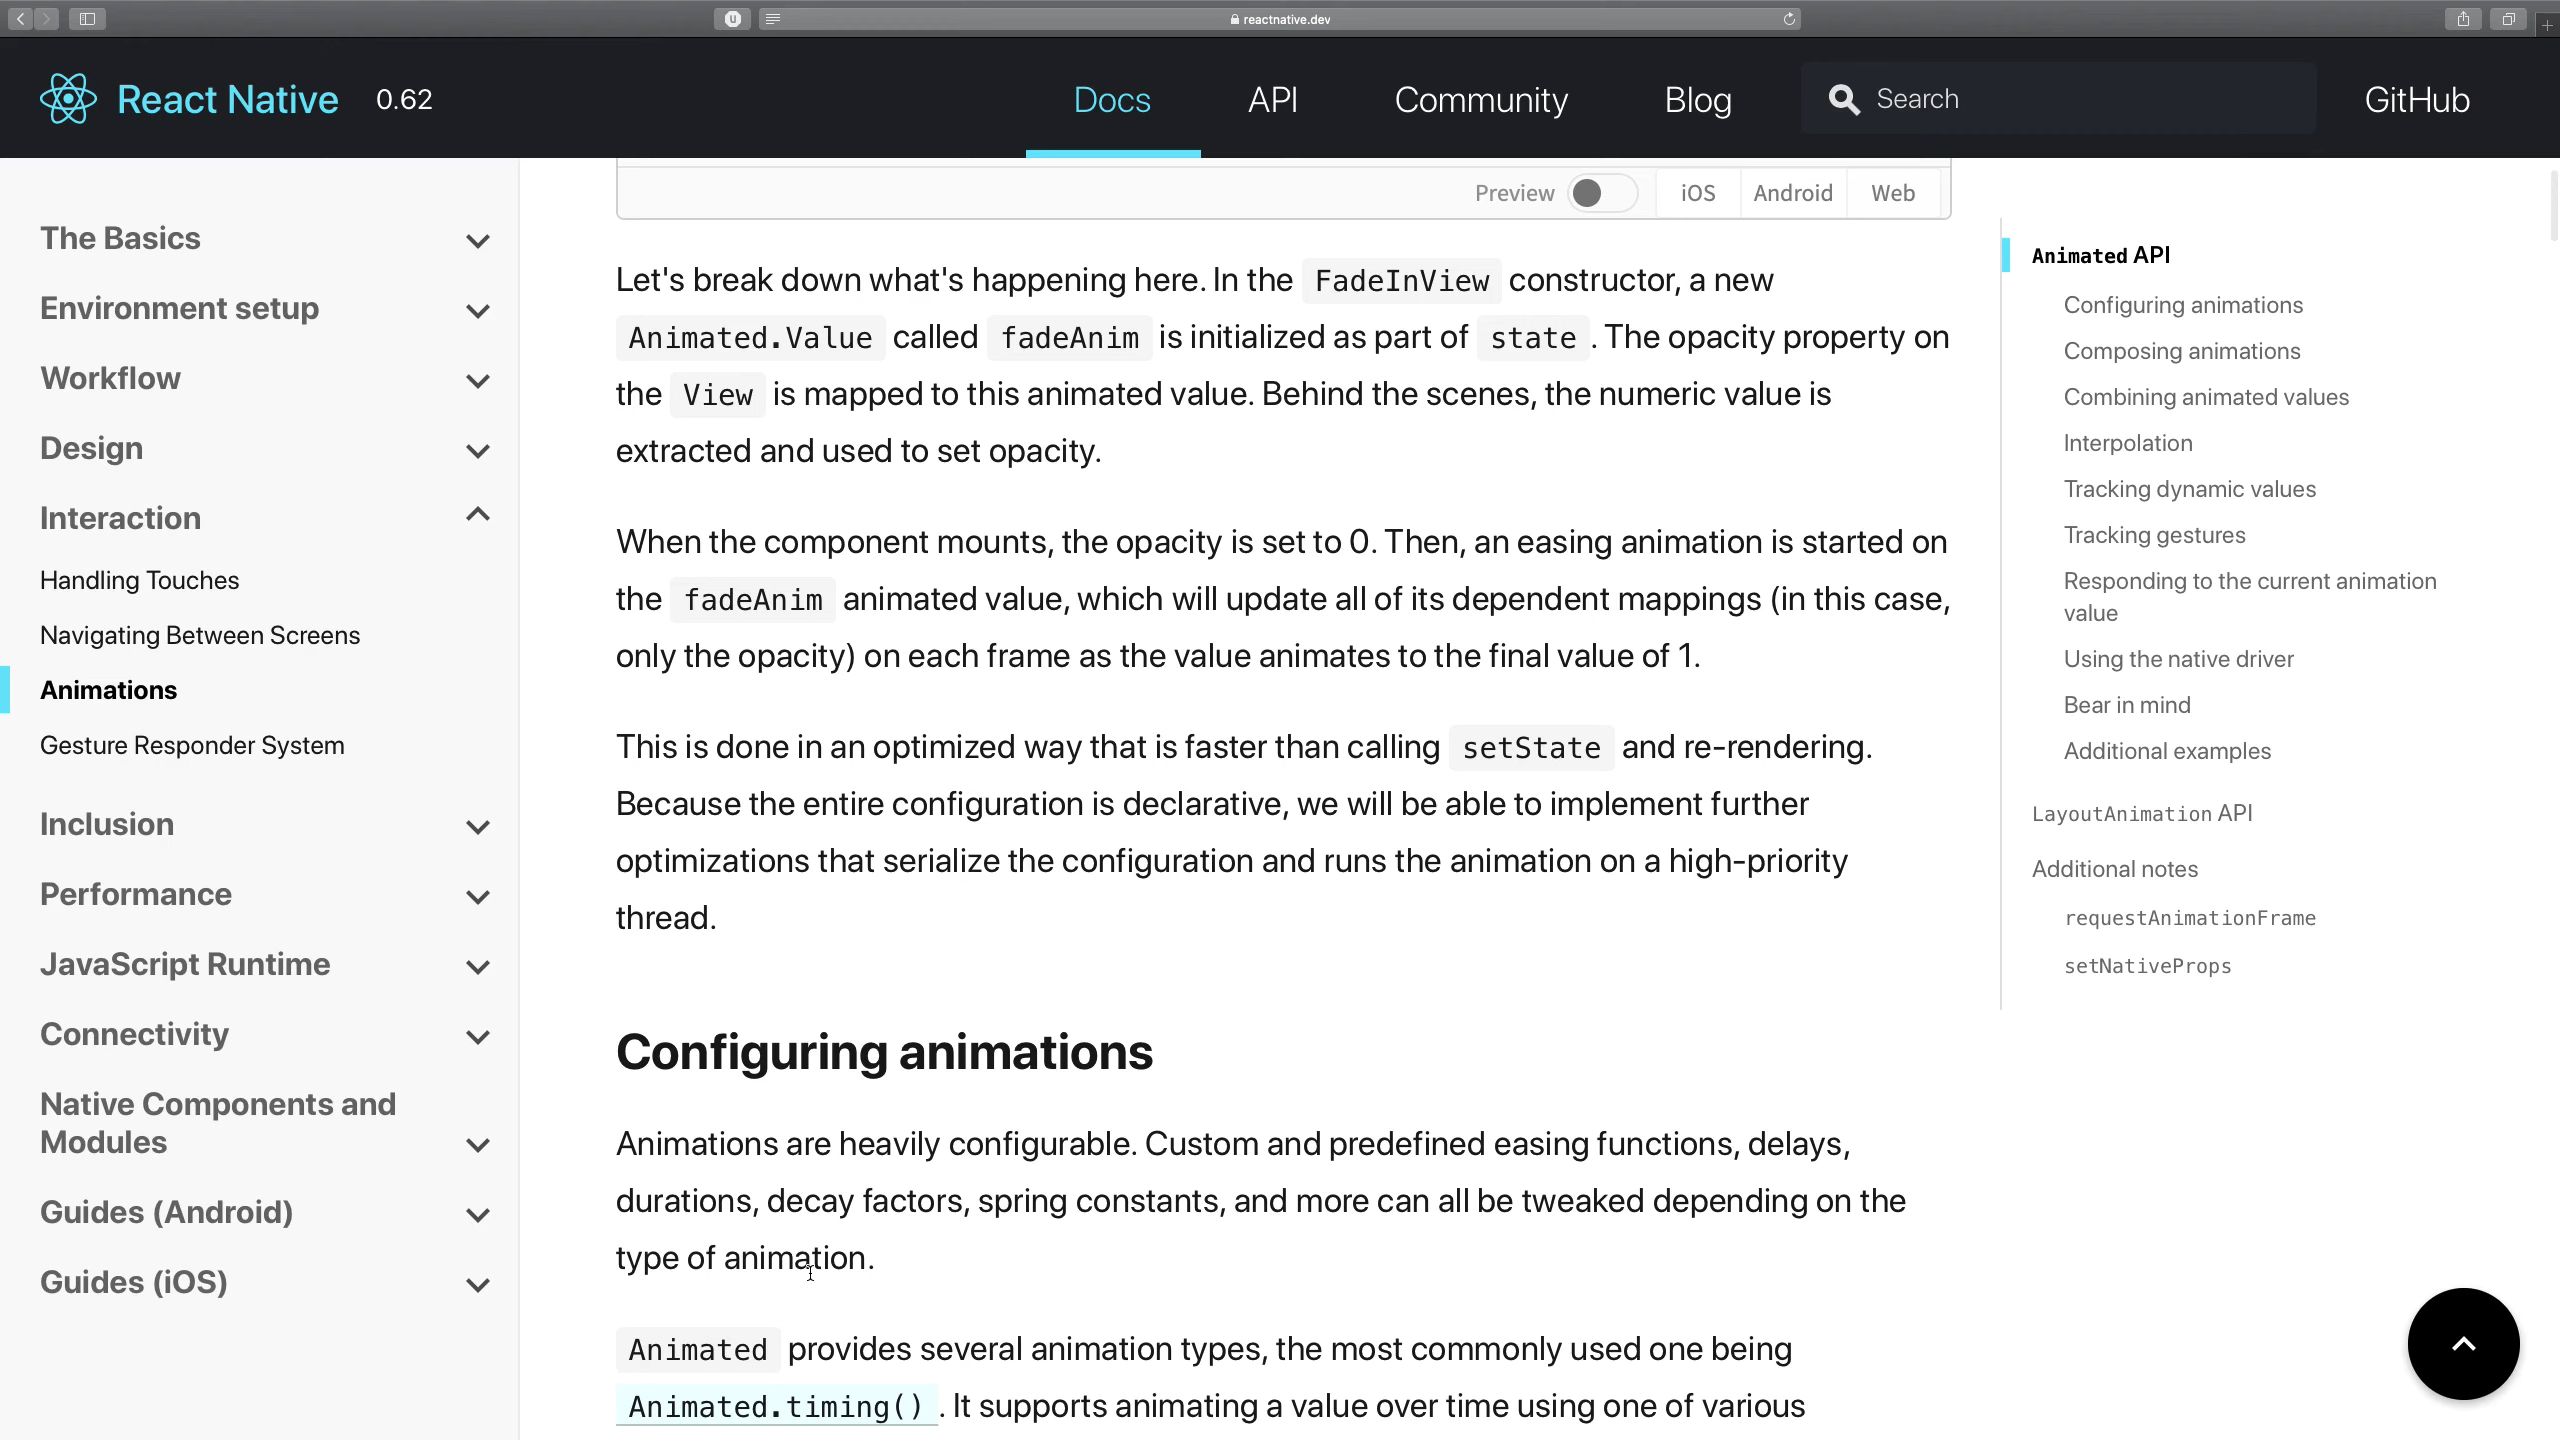 reactnative.dev
React Native 0.62 Docs API Community Blog Search GitHub
The Basics
Environment setup
Workflow
Design
Interaction
Handling Touches
Navigating Between Screens
Animations
Gesture Responder System
Inclusion
Performance
JavaScript Runtime
Connectivity
Native Components and
Modules
Guides (Android)
Guides (iOS)
Preview iOS Android Web
Let's break down what's happening here. In the FadeInView constructor, a new
Animated.Value called fadeAnim is initialized as part of state . The opacity property on
the View is mapped to this animated value. Behind the scenes, the numeric value is
extracted and used to set opacity.
When the component mounts, the opacity is set to 0. Then, an easing animation is started on
the fadeAnim animated value, which will update all of its dependent mappings (in this case,
only the opacity) on each frame as the value animates to the final value of 1.
This is done in an optimized way that is faster than calling setState and re-rendering.
Because the entire configuration is declarative, we will be able to implement further
optimizations that serialize the configuration and runs the animation on a high-priority
thread.
Configuring animations
Animations are heavily configurable. Custom and predefined easing functions, delays,
durations, decay factors, spring constants, and more can all be tweaked depending on the
type of animation.
Animated provides several animation types, the most commonly used one being
Animated.timing() . It supports animating a value over time using one of various
Animated API
Configuring animations
Composing animations
Combining animated values
Interpolation
Tracking dynamic values
Tracking gestures
Responding to the current animation
value
Using the native driver
Bear in mind
Additional examples
LayoutAnimation API
Additional notes
requestAnimationFrame
setNativeProps